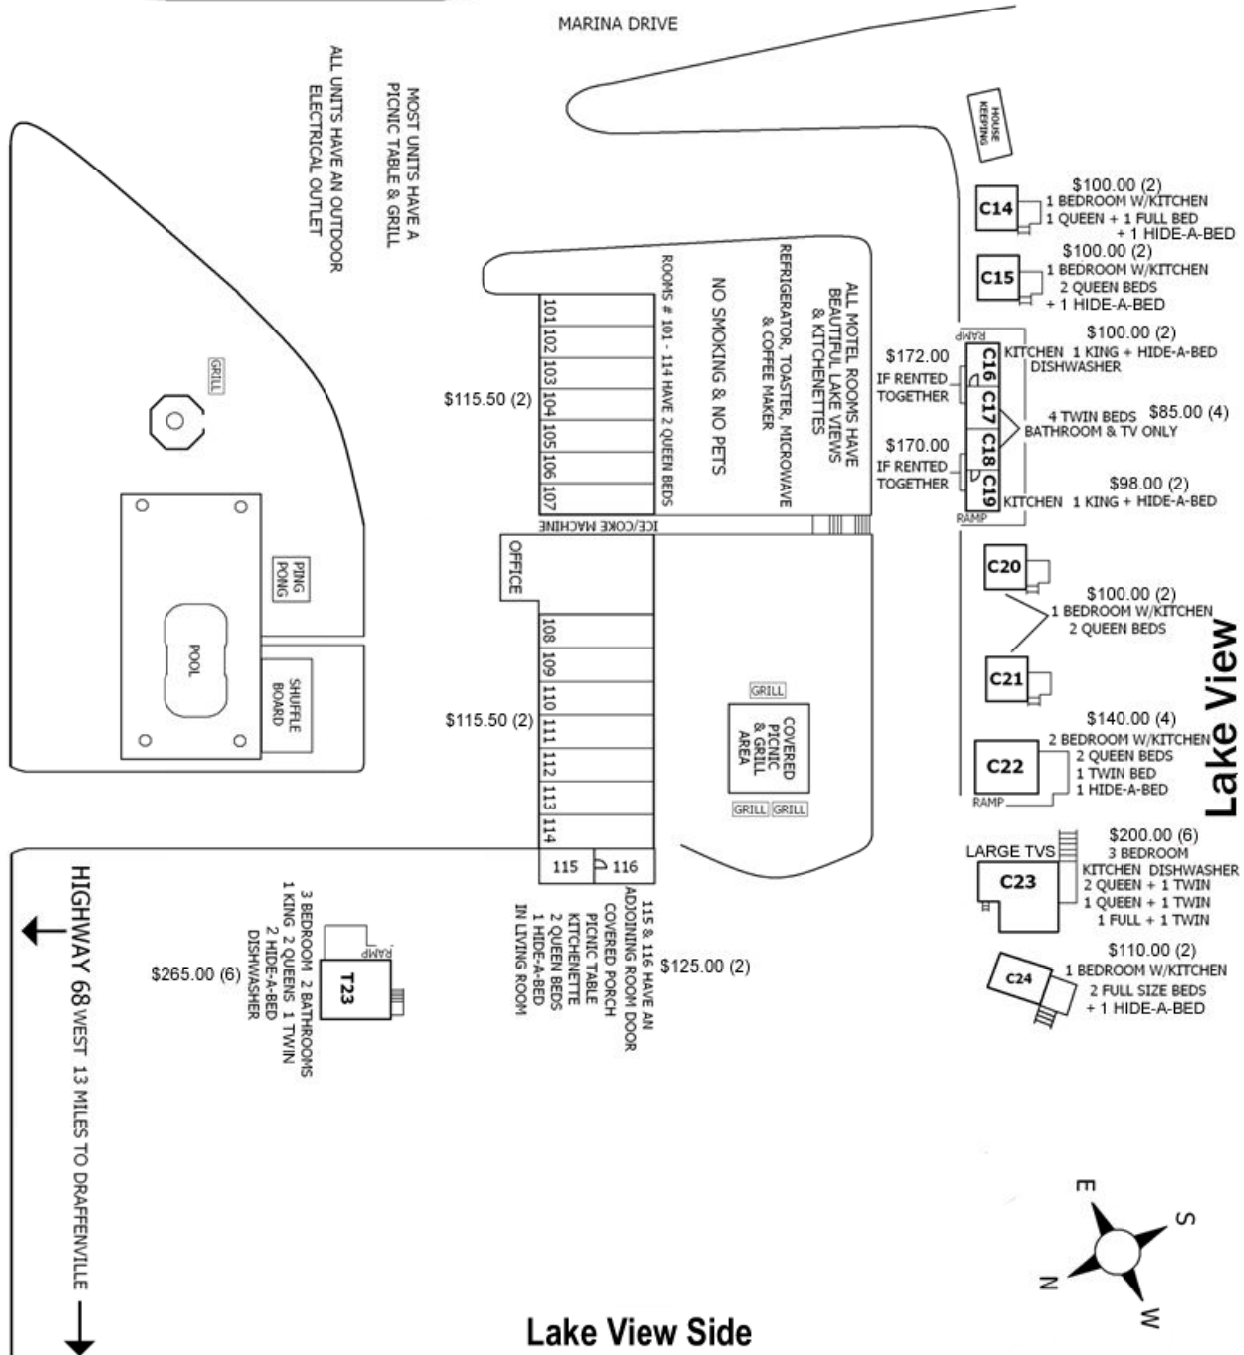 MARINA DRIVE
ALL UNITS HAVE AN OUTDOOR
ELECTRICAL OUTLET
MOST UNITS HAVE A
PICNIC TABLE & GRILL
HOUSE
KEEPING
C14
$100.00 (2)
1 BEDROOM W/KITCHEN
1 QUEEN + 1 FULL BED
+ 1 HIDE-A-BED
C15
$100.00 (2)
1 BEDROOM W/KITCHEN
2 QUEEN BEDS
+ 1 HIDE-A-BED
RAMP
C16
C17
C18
C19
RAMP
$100.00 (2)
KITCHEN 1 KING + HIDE-A-BED
DISHWASHER
4 TWIN BEDS $85.00 (4)
BATHROOM & TV ONLY
$98.00 (2)
KITCHEN 1 KING + HIDE-A-BED
$172.00
IF RENTED
TOGETHER
$170.00
IF RENTED
TOGETHER
ALL MOTEL ROOMS HAVE
BEAUTIFUL LAKE VIEWS
& KITCHENETTES
REFRIGERATOR, TOASTER, MICROWAVE
& COFFEE MAKER
NO SMOKING & NO PETS
ROOMS # 101 - 114 HAVE 2 QUEEN BEDS
101
102
103
104
105
106
107
$115.50 (2)
ICE/COKE MACHINE
OFFICE
108
109
110
111
112
113
114
$115.50 (2)
115
116
115 & 116 HAVE AN
ADJOINING ROOM DOOR
COVERED PORCH
PICNIC TABLE
KITCHENETTE
2 QUEEN BEDS
1 HIDE-A-BED
IN LIVING ROOM
$125.00 (2)
GRILL
COVERED
PICNIC
& GRILL
AREA
GRILL
GRILL
GRILL
PING
PONG
POOL
SHUFFLE
BOARD
C20
$100.00 (2)
1 BEDROOM W/KITCHEN
2 QUEEN BEDS
C21
C22
$140.00 (4)
2 BEDROOM W/KITCHEN
2 QUEEN BEDS
1 TWIN BED
1 HIDE-A-BED
RAMP
LARGE TVS
C23
$200.00 (6)
3 BEDROOM
KITCHEN DISHWASHER
2 QUEEN + 1 TWIN
1 QUEEN + 1 TWIN
1 FULL + 1 TWIN
C24
$110.00 (2)
1 BEDROOM W/KITCHEN
2 FULL SIZE BEDS
+ 1 HIDE-A-BED
Lake View
RAMP
T23
$265.00 (6)
3 BEDROOM 2 BATHROOMS
1 KING 2 QUEENS 1 TWIN
2 HIDE-A-BED
DISHWASHER
HIGHWAY 68 WEST 13 MILES TO DRAFFENVILLE
E
S
N
W
Lake View Side